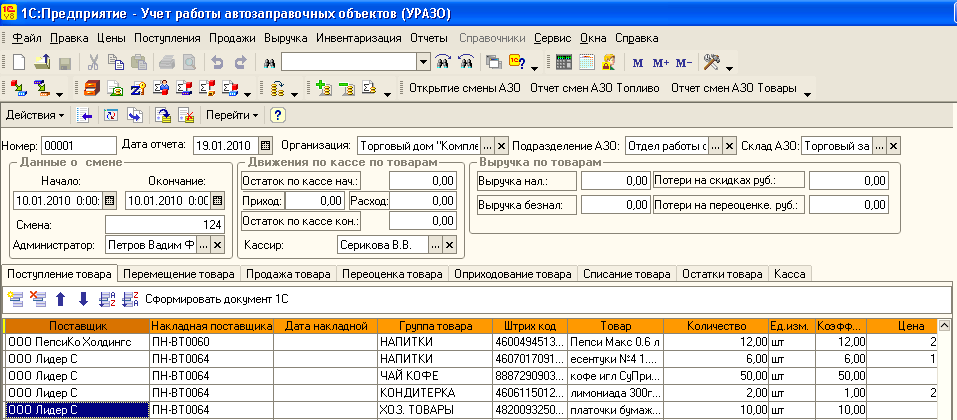 1С:Предприятие - Учет работы автозаправочных объектов (УРАЗО)
Файл Правка Цены Поступления Продажи Выручка Инвентаризация Отчеты Справочники Сервис Окна Справка
М М+ М−
Открытие смены АЗО Отчет смен АЗО Топливо Отчет смен АЗО Товары
Действия Перейти
Номер: 00001 Дата отчета: 19.01.2010 Организация: Торговый дом "Компле ... Подразделение АЗО: Отдел работы с ... Склад АЗО: Торговый за ...
Данные о смене Движения по кассе по товарам Выручка по товарам
Начало: Окончание: Остаток по кассе нач.: 0,00 Выручка нал.: 0,00 Потери на скидках руб.: 0,00
10.01.2010 0:00: 10.01.2010 0:00 Приход: 0,00 Расход: 0,00 Выручка безнал: 0,00 Потери на переоценке. руб.: 0,00
Смена: 124 Остаток по кассе кон.: 0,00
Администратор: Петров Вадим Ф ... Кассир: Серикова В.В. ...
Поступление товара Перемещение товара Продажа товара Переоценка товара Оприходование товара Списание товара Остатки товара Касса
Сформировать документ 1С
Поставщик Накладная поставщика Дата накладной Группа товара Штрих код Товар Количество Ед.изм. Коэфф... Цена
ООО ПепсиКо Холдингс ПН-ВТ0060 НАПИТКИ 4600494513... Пепси Макс 0.6 л 12,00 шт 12,00 2
ООО Лидер С ПН-ВТ0064 НАПИТКИ 4607017091... есентуки №4 1.... 6,00 шт 6,00 1
ООО Лидер С ПН-ВТ0064 ЧАЙ КОФЕ 8887290903... кофе игл СуПри... 50,00 шт 50,00
ООО Лидер С ПН-ВТ0064 КОНДИТЕРКА 4606115012... лимониада 300г... 2,00 шт 1,00 2
ООО Лидер С ПН-ВТ0064 ХОЗ. ТОВАРЫ 4820093250... платочки бумаж... 10,00 шт 10,00